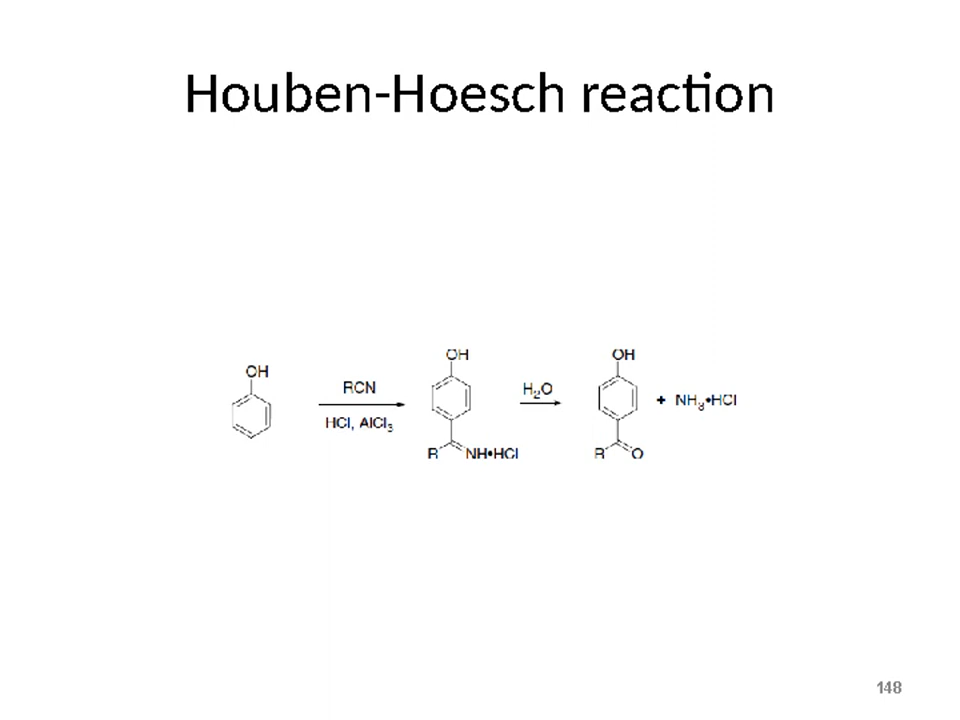 Houben-Hoesch reaction
OH
RCN
HCl, AlCl3
OH
R
NH•HCl
H2O
OH
R
O
+ NH3•HCl
148